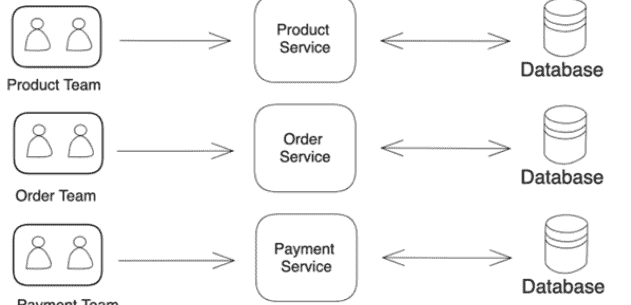 Product
Service
Database
Product Team
Order
Service
Database
Order Team
Payment
Service
Database
Payment Team